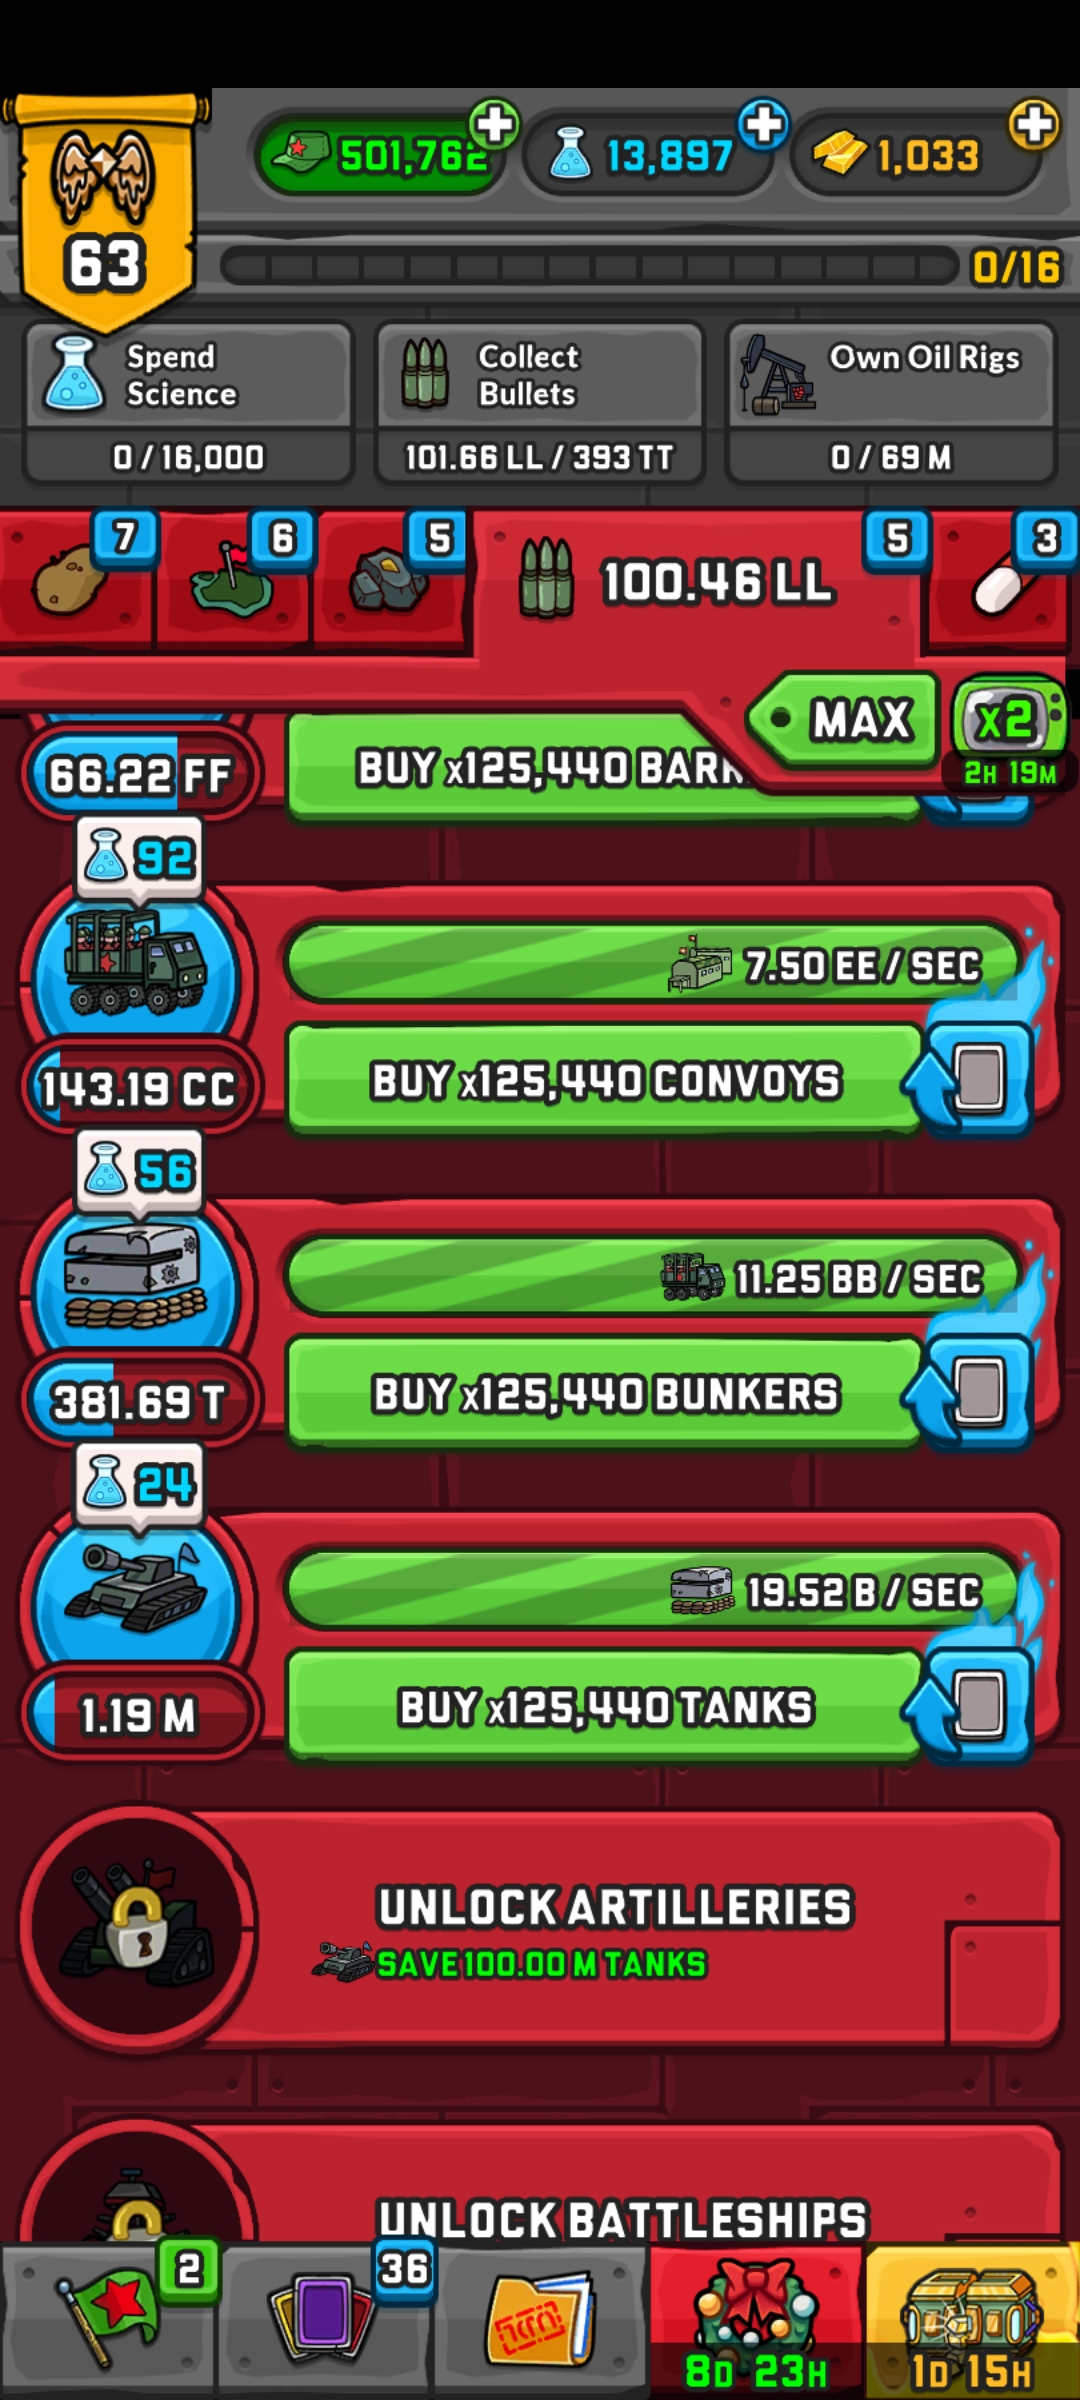 501,762
13,897
1,033
63
0/16
Spend
Science
0 / 16,000
Collect
Bullets
101.66 LL / 393 TT
Own Oil Rigs
0 / 69 M
7
6
5
100.46 LL
5
3
MAX
x2
2H 19M
66.22 FF
BUY x125,440 BARR
92
7.50 EE / SEC
143.19 CC
BUY x125,440 CONVOYS
56
11.25 BB / SEC
381.69 T
BUY x125,440 BUNKERS
24
19.52 B / SEC
1.19 M
BUY x125,440 TANKS
UNLOCK ARTILLERIES
SAVE 100.00 M TANKS
UNLOCK BATTLESHIPS
2
36
8D 23H
1D 15H